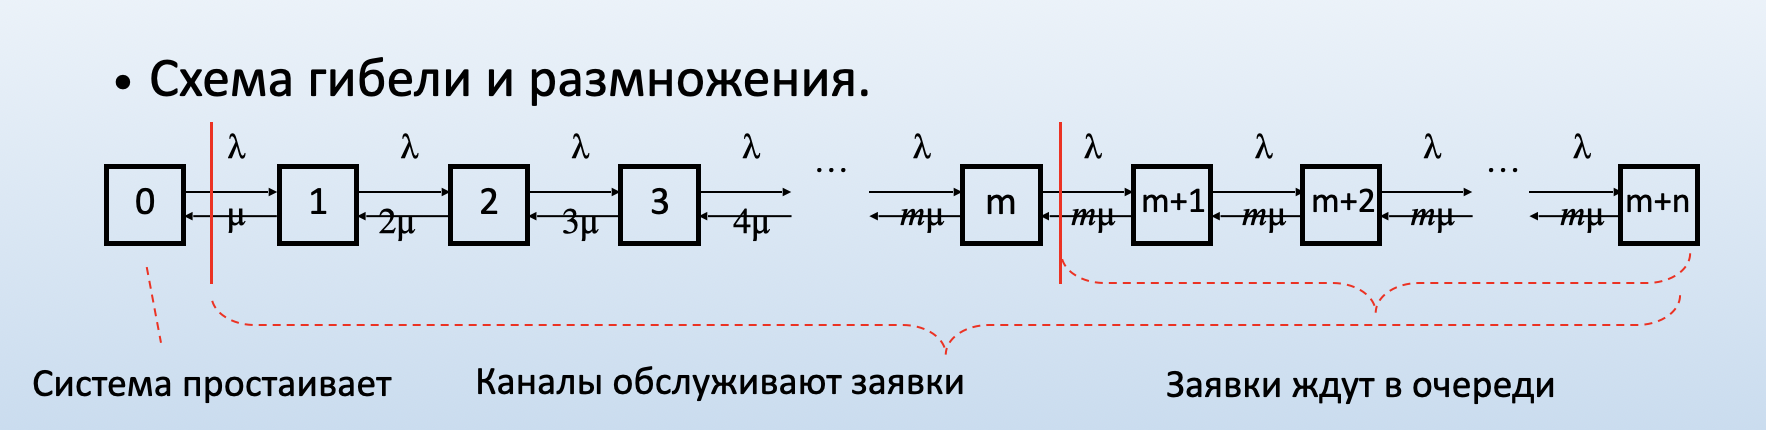 • Схема гибели и размножения.
λ λ λ λ ... λ λ λ λ ... λ
0 1 2 3 m m+1 m+2 m+n
μ 2μ 3μ 4μ mμ mμ mμ mμ mμ
Система простаивает Каналы обслуживают заявки Заявки ждут в очереди